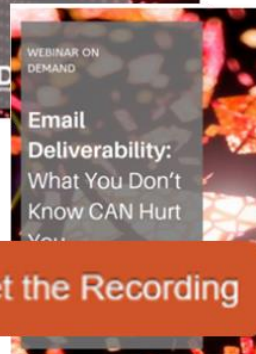 WEBINAR ON
DEMAND
Email
Deliverability:
What You Don't
Know CAN Hurt
the Recording